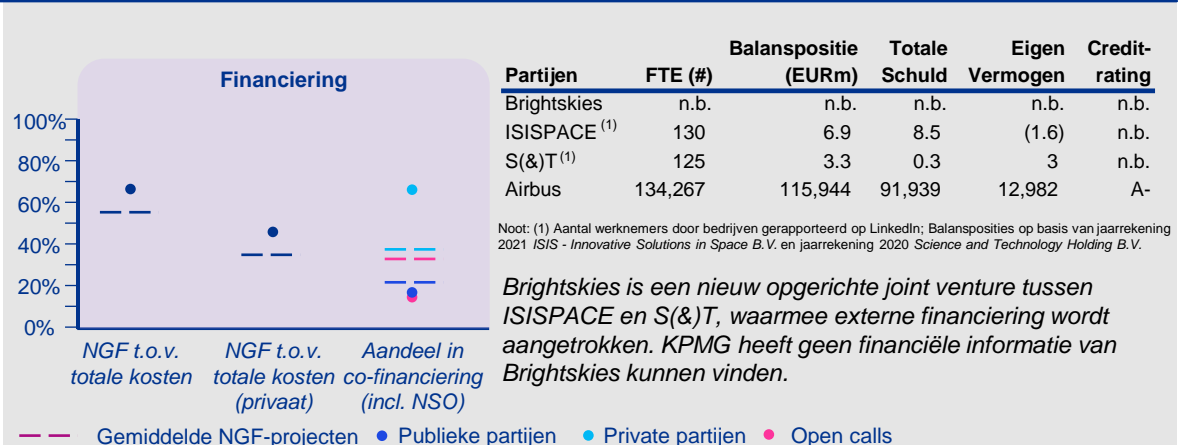 Financiering
100%
80%
60%
40%
20%
0%
NGF t.o.v. totale kosten
NGF t.o.v. totale kosten (privaat)
Aandeel in co-financiering (incl. NSO)
Gemiddelde NGF-projecten Publieke partijen Private partijen Open calls
Balanspositie Totale Eigen Credit-
Partijen FTE (#) (EURm) Schuld Vermogen rating
Brightskies n.b. n.b. n.b. n.b. n.b.
ISISPACE (1) 130 6.9 8.5 (1.6) n.b.
S(&)T (1) 125 3.3 0.3 3 n.b.
Airbus 134,267 115,944 91,939 12,982 A-
Noot: (1) Aantal werknemers door bedrijven gerapporteerd op LinkedIn; Balansposities op basis van jaarrekening
2021 ISIS - Innovative Solutions in Space B.V. en jaarrekening 2020 Science and Technology Holding B.V.
Brightskies is een nieuw opgerichte joint venture tussen
ISISPACE en S(&)T, waarmee externe financiering wordt
aangetrokken. KPMG heeft geen financiële informatie van
Brightskies kunnen vinden.